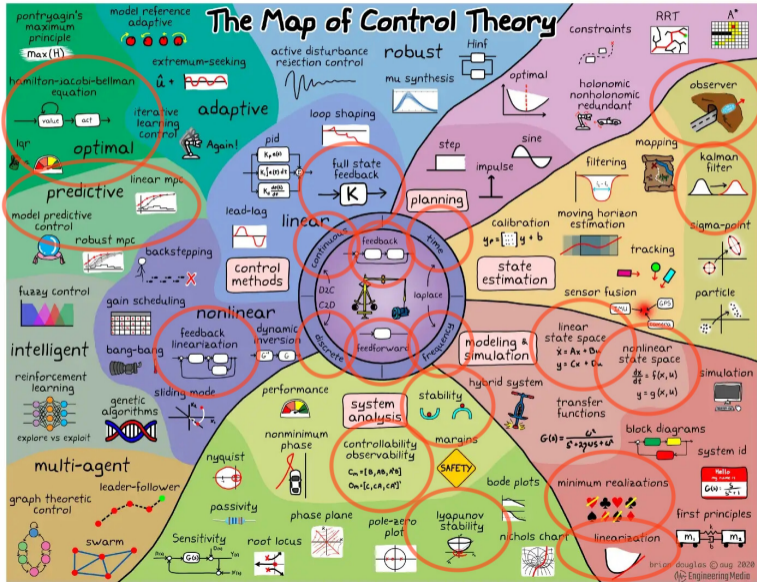 The Map of Control Theory
pontryagin's
maximum
principle
max(H)
model reference
adaptive
hamilton-jacobi-bellman
equation
value
act
lqr
optimal
extremum-seeking
û +
adaptive
iterative
learning
control
Again!
active disturbance
rejection control
robust
Hinf
mu synthesis
loop shaping
pid
full state
feedback
K
lead-lag
linear
predictive
linear mpc
model predictive
control
robust mpc
control
methods
backstepping
fuzzy control
gain scheduling
nonlinear
feedback
linearization
dynamic
inversion
G
bang-bang
sliding mode
intelligent
reinforcement
learning
explore vs exploit
genetic
algorithms
multi-agent
graph theoretic
control
leader-follower
swarm
continuous
time
feedback
D2C
C2D
laplace
discrete
feedforward
frequency
constraints
RRT
A*
optimal
holonomic
nonholonomic
redundant
step
sine
impulse
planning
observer
mapping
filtering
kalman
filter
calibration
moving horizon
estimation
sigma-point
tracking
state
estimation
sensor fusion
IMU
GPS
particle
modeling &
simulation
linear
state space
ẋ = Ax + Bu
y = Cx + Du
nonlinear
state space
dx/dt = f(x, u)
y = g(x, u)
simulation
hybrid system
transfer
functions
block diagrams
system id
Hello
my name is
minimum realizations
first principles
m₁
k
b
m₂
linearization
system
analysis
performance
stability
nonminimum
phase
controllability
observability
margins
SAFETY
nyquist
bode plots
passivity
phase plane
pole-zero
plot
lyapunov
stability
nichols chart
Sensitivity
root locus
brian douglas © aug 2020
Engineering Media